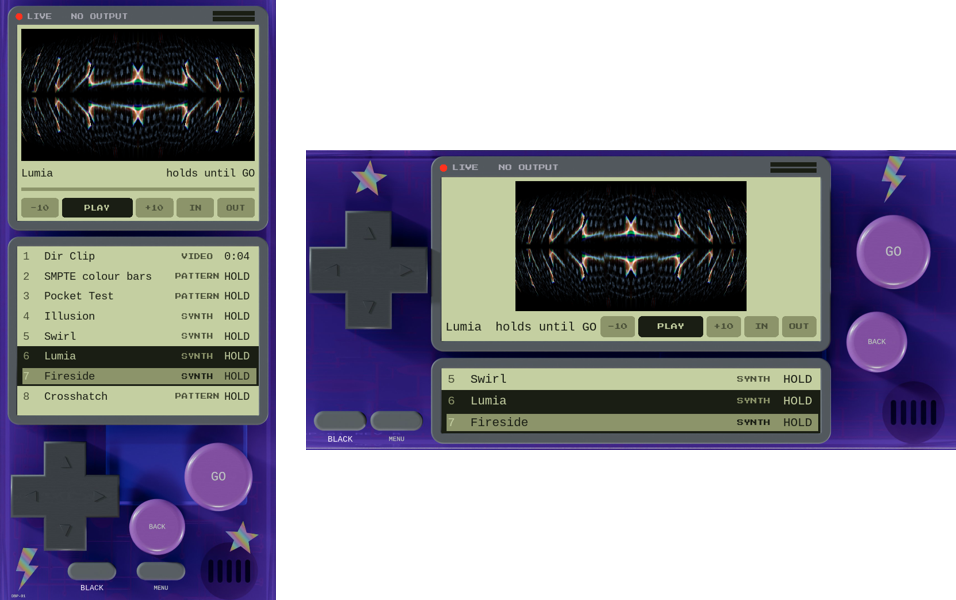 LIVE NO OUTPUT
Lumia holds until GO
-10 PLAY +10 IN OUT
1 Dir Clip VIDEO 0:04
2 SMPTE colour bars PATTERN HOLD
3 Pocket Test PATTERN HOLD
4 Illusion SYNTH HOLD
5 Swirl SYNTH HOLD
6 Lumia SYNTH HOLD
7 Fireside SYNTH HOLD
8 Crosshatch PATTERN HOLD
GO
BACK
BLACK MENU
LIVE NO OUTPUT
GO
Lumia holds until GO -10 PLAY +10 IN OUT
BACK
5 Swirl SYNTH HOLD
6 Lumia SYNTH HOLD
7 Fireside SYNTH HOLD
BLACK MENU